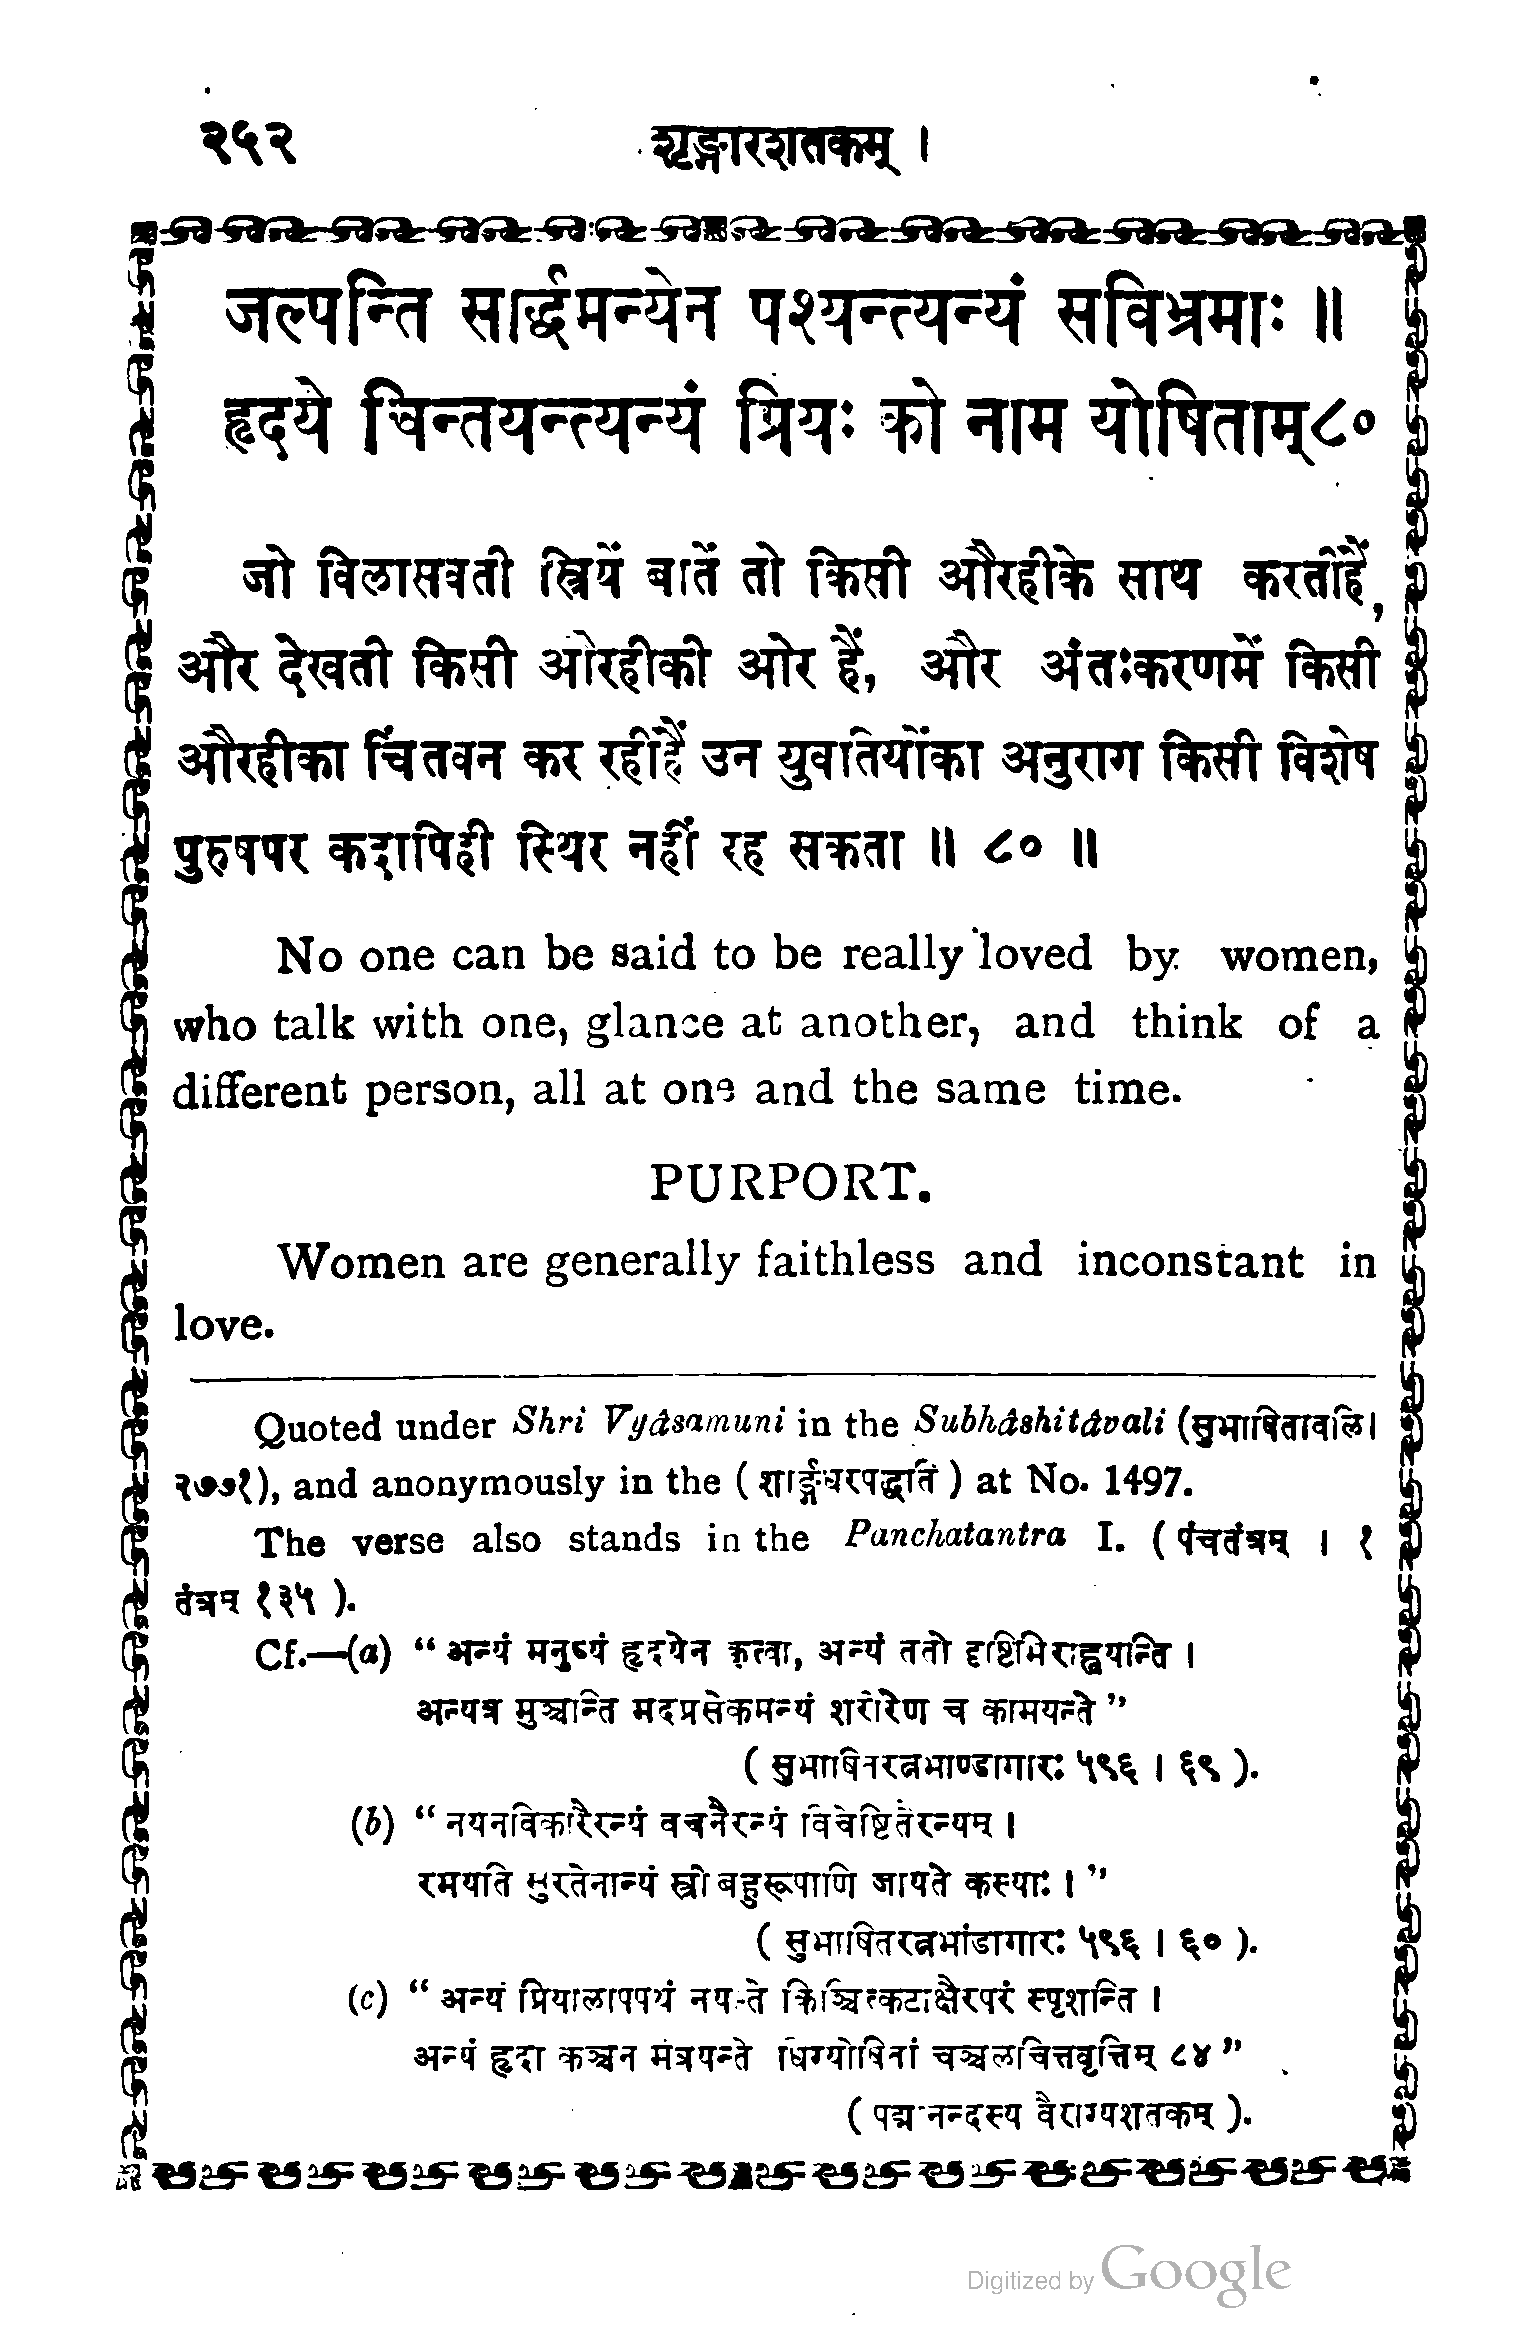 २५२ शृङ्गारशतकम् ।
जल्पन्ति सार्द्धमन्येन पश्यन्त्यन्यं सविभ्रमाः ॥
हृदये चिन्तयन्त्यन्यं प्रियः को नाम योषिताम्८०
जो विलासवती स्त्रियें बातें तो किसी औरहीके साथ करतींहैं,
और देखती किसी ओरहीकी ओर हैं, और अंतःकरणमें किसी
औरहीका चिंतवन कर रहींहैं उन युवतियोंका अनुराग किसी विशेष
पुरुषपर कदापिही स्थिर नहीं रह सकता ॥ ८० ॥
No one can be said to be really loved by women,
who talk with one, glance at another, and think of a
different person, all at one and the same time.
PURPORT.
Women are generally faithless and inconstant in
love.
Quoted under Shri Vyâsamuni in the Subhâshitâvali (सुभाषितावलि।
२७७१), and anonymously in the ( शार्ङ्गधरपद्धति ) at No. 1497.
The verse also stands in the Panchatantra I. ( पंचतंत्रम् । १
तंत्रम् १३५ ).
Cf.—(a) “ अन्यं मनुष्यं हृदयेन कृत्वा, अन्यं ततो दृष्टिभिराह्वयन्ति ।
अन्यत्र मुञ्चान्ति मदप्रसेकमन्यं शरीरेण च कामयन्ते ”
( सुभाषितरत्नभाण्डागारः ५९६ । ६९ ).
(b) “ नयनविकारैरन्यं वचनैरन्यं विचेष्टितैरन्यम् ।
रमयति सुरतेनान्यं स्त्री बहुरूपाणि जायते कस्याः । ”
( सुभाषितरत्नभांडागारः ५९६ । ६० ).
(c) “ अन्यं प्रियालापपथं नयन्ते किञ्चित्कटाक्षैरपरं स्पृशन्ति ।
अन्यं हृदा कञ्चन मंत्रयन्ते धिग्योषितां चञ्चलचित्तवृत्तिम् ८४ ”
( पद्मानन्दस्य वैराग्यशतकम् ).
Digitized by Google